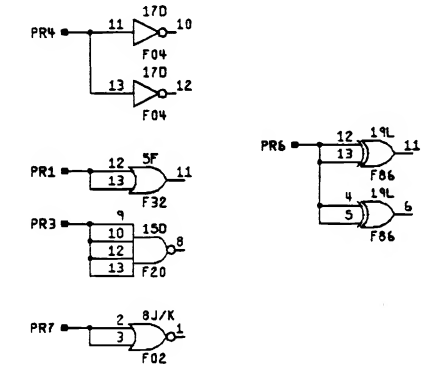 17D
PR4 11 10
F04
17D
13 12
F04
PR1 12 5F 11
13
F32
PR3 9
10 15D 8
12
13 F20
PR7 2 8J/K 1
3
F02
PR6 12 19L 11
13
F86
19L
4 6
5
F86